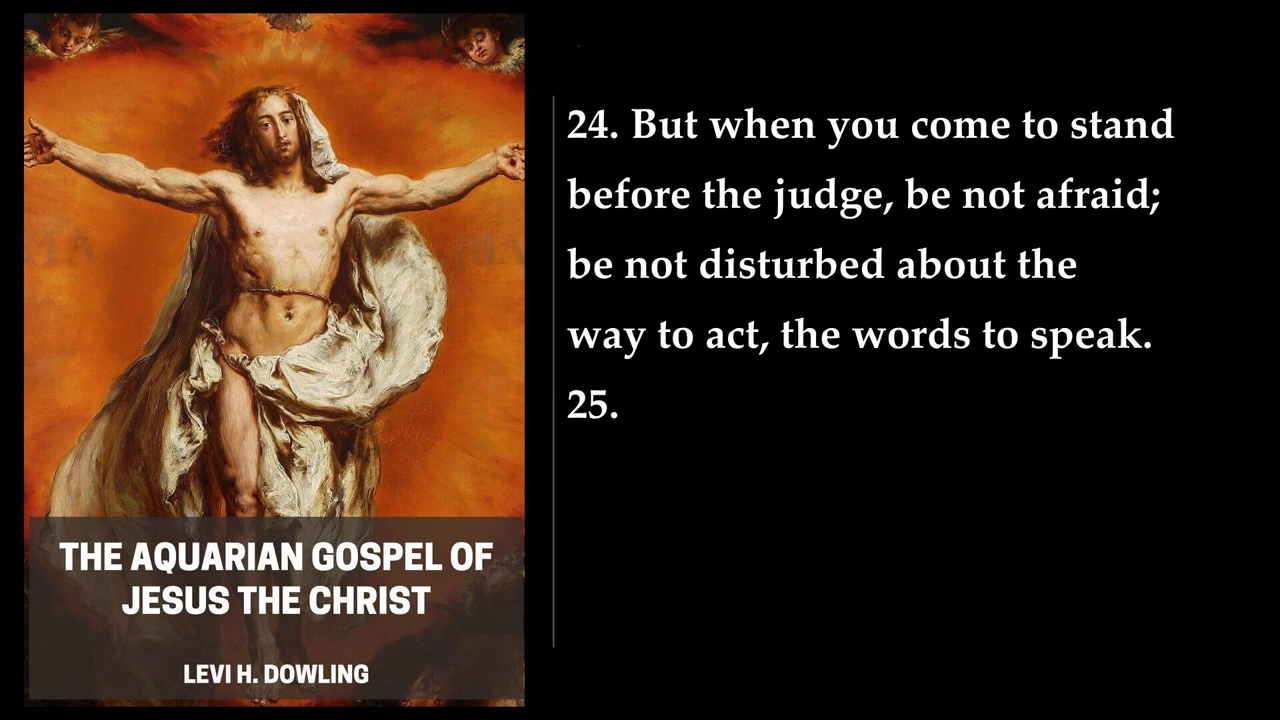 24. But when you come to stand
before the judge, be not afraid;
be not disturbed about the
way to act, the words to speak.
25.
THE AQUARIAN GOSPEL OF
JESUS THE CHRIST
LEVI H. DOWLING